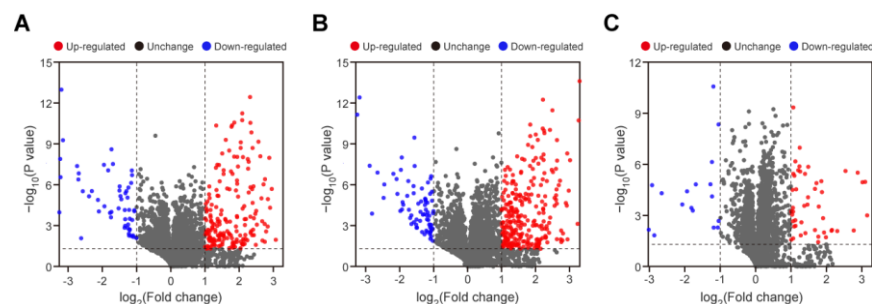 A
Up-regulated Unchange Down-regulated
−log10(P value)
15
12
9
6
3
0
-3 -2 -1 0 1 2 3
log2(Fold change)
B
Up-regulated Unchange Down-regulated
−log10(P value)
15
12
9
6
3
0
-3 -2 -1 0 1 2 3
log2(Fold change)
C
Up-regulated Unchange Down-regulated
−log10(P value)
12
9
6
3
0
-3 -2 -1 0 1 2 3
log2(Fold change)